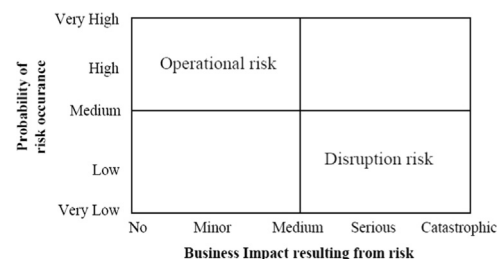 Very High
High
Medium
Low
Very Low
Probability of
risk occurance
Operational risk
Disruption risk
No Minor Medium Serious Catastrophic
Business Impact resulting from risk